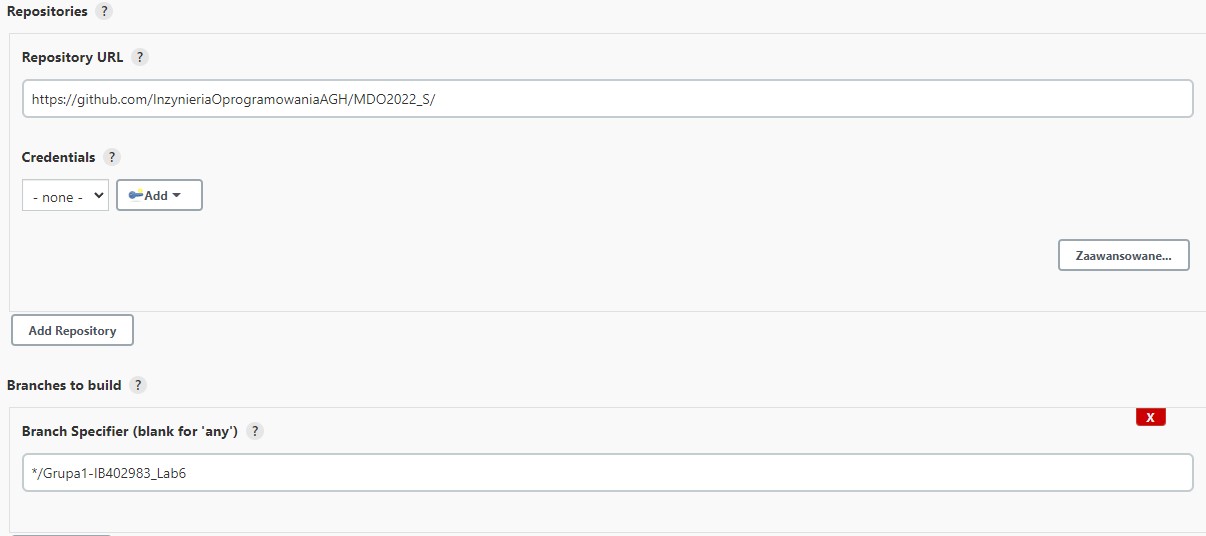 Repositories ?
Repository URL ?
https://github.com/InzynieriaOprogramowaniaAGH/MDO2022_S/
Credentials ?
- none - Add
Zaawansowane...
Add Repository
Branches to build ?
X
Branch Specifier (blank for 'any') ?
*/Grupa1-IB402983_Lab6